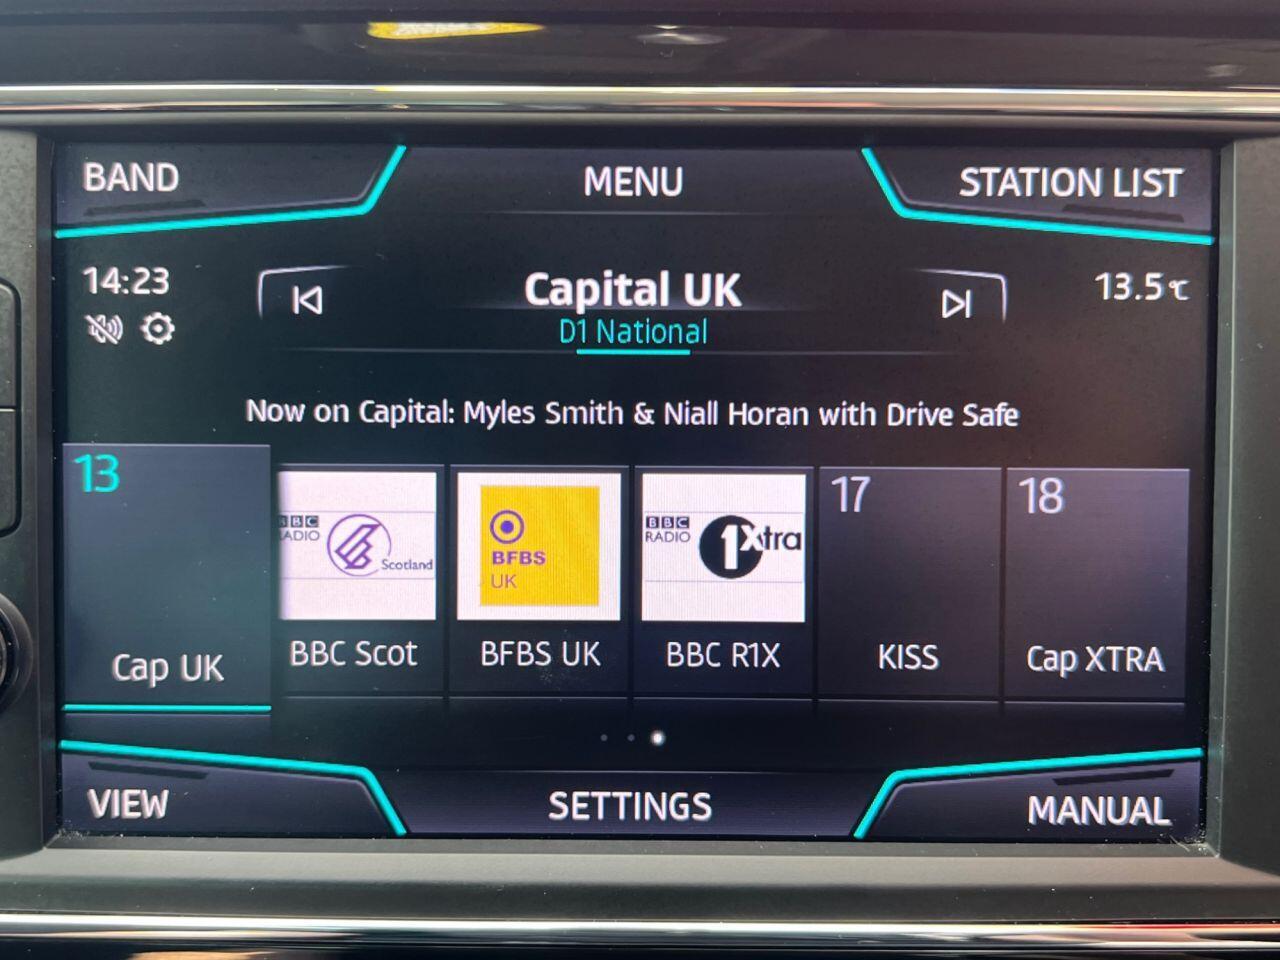 BAND
MENU
STATION LIST
14:23
Capital UK
13.5°C
D1 National
Now on Capital: Myles Smith & Niall Horan with Drive Safe
13
Cap UK
BBC
RADIO
Scotland
BBC Scot
BFBS
UK
BFBS UK
BBC
RADIO
1Xtra
BBC R1X
17
KISS
18
Cap XTRA
VIEW
SETTINGS
MANUAL